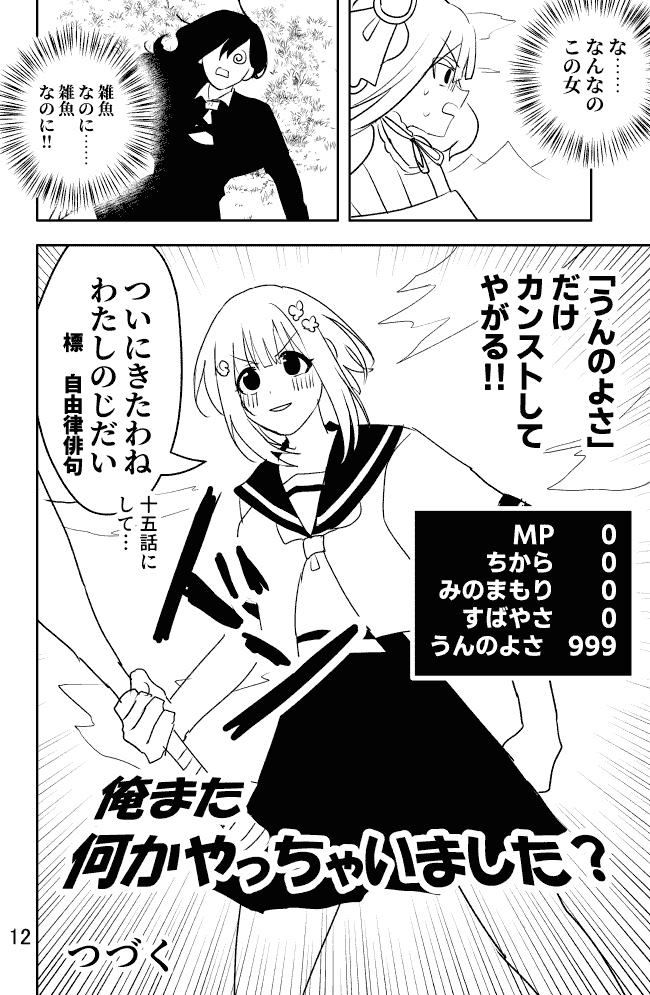 な……
なんなの
この女
雑魚
なのに……
雑魚
なのに!!
「うんのよさ」
だけ
カンストして
やがる!!
ついにきたわね
わたしのじだい
標 自由律俳句
十五話に
して…
ドン
MP 0
ちから 0
みのまもり 0
すばやさ 0
うんのよさ 999
俺また
何かやっちゃいました?
つづく
12